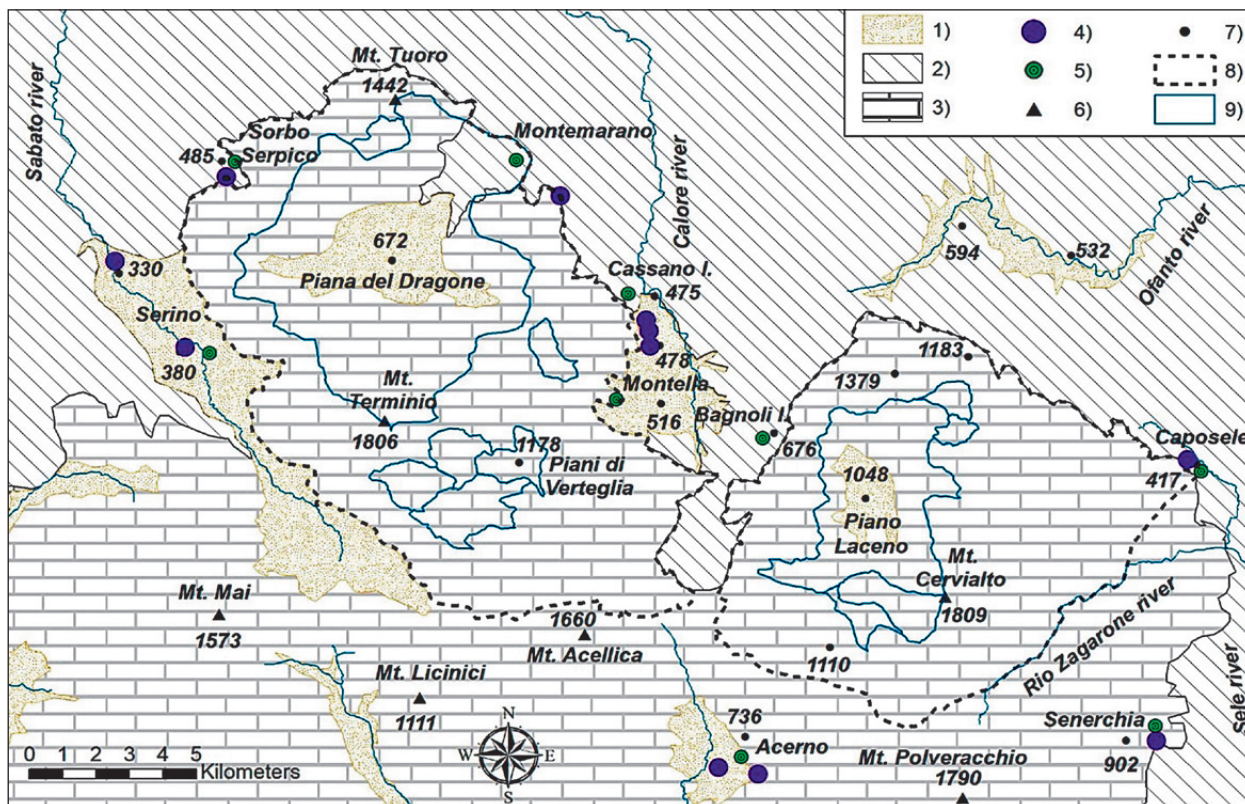 1)
4)
7)
2)
5)
8)
3)
6)
9)
Mt. Tuoro
1442
Sabato river
Sorbo
Serpico
485
Montemarano
Calore river
672
Piana del Dragone
330
Serino
380
Cassano I.
475
478
Montella
516
Mt.
Terminio
1806
1178
Piani di
Verteglia
Bagnoli I.
676
594
532
Ofanto river
1183
1379
Caposele
417
1048
Piano
Laceno
Mt.
Cervialto
1809
Mt. Mai
1573
1660
Mt. Acellica
1110
Rio Zagarone river
Sele river
Mt. Licinici
1111
736
Acerno
Senerchia
902
Mt. Polveracchio
1790
N
W
E
S
0 1 2 3 4 5
Kilometers